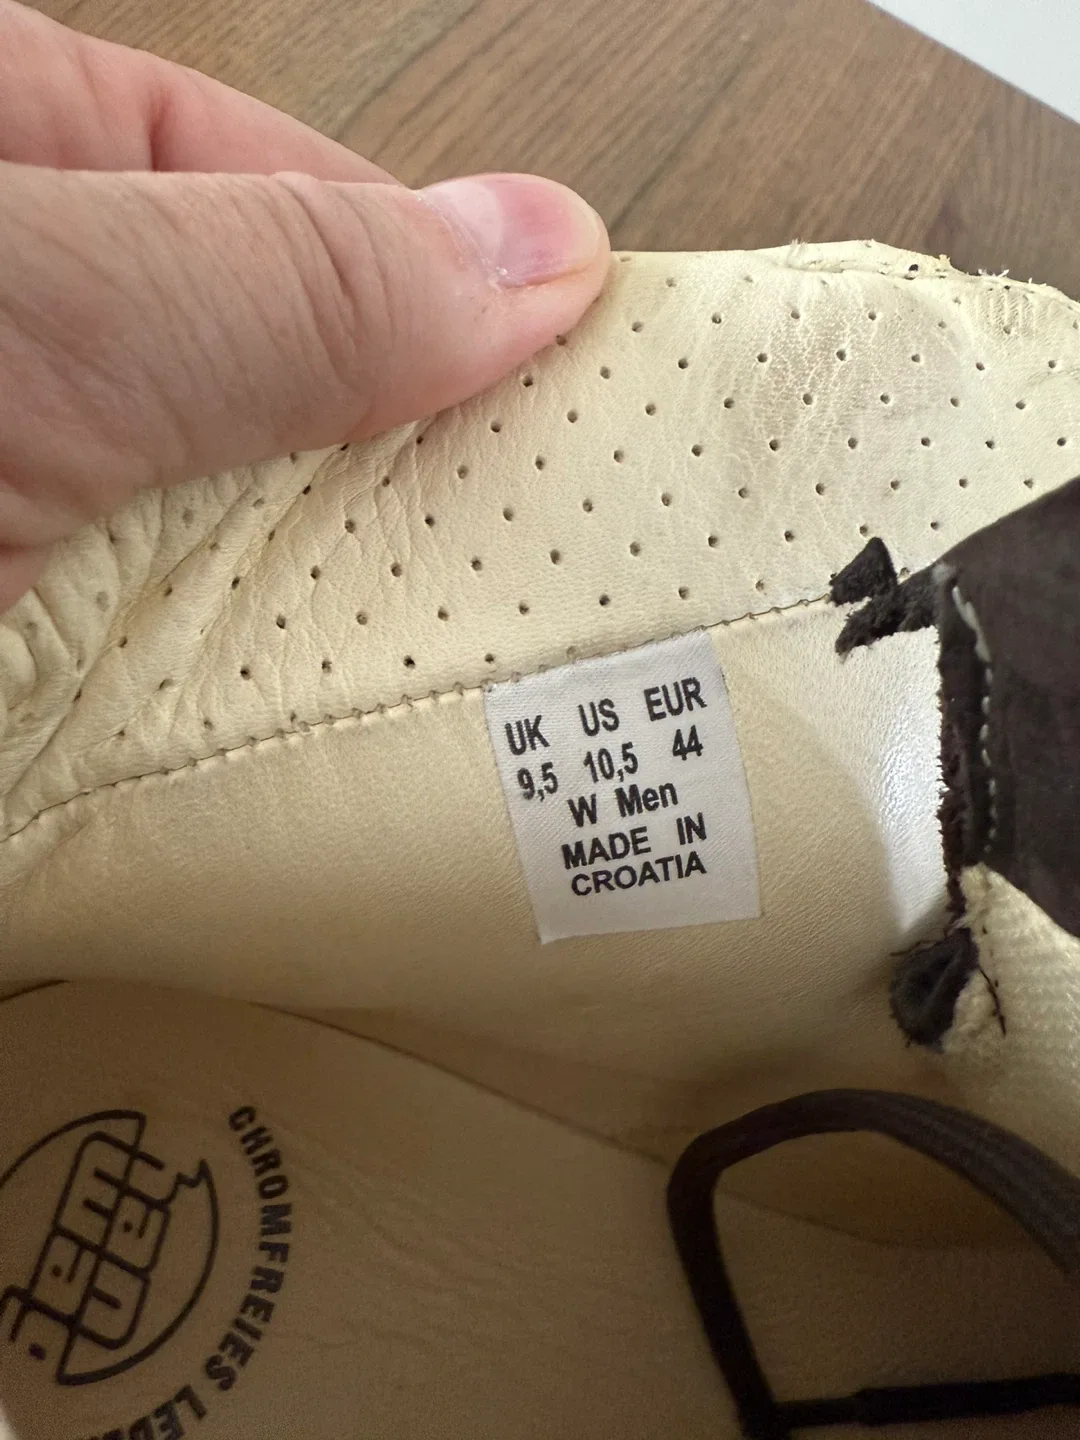 UK US EUR
9,5 10,5 44
W Men
MADE IN
CROATIA
CHROMFREIES